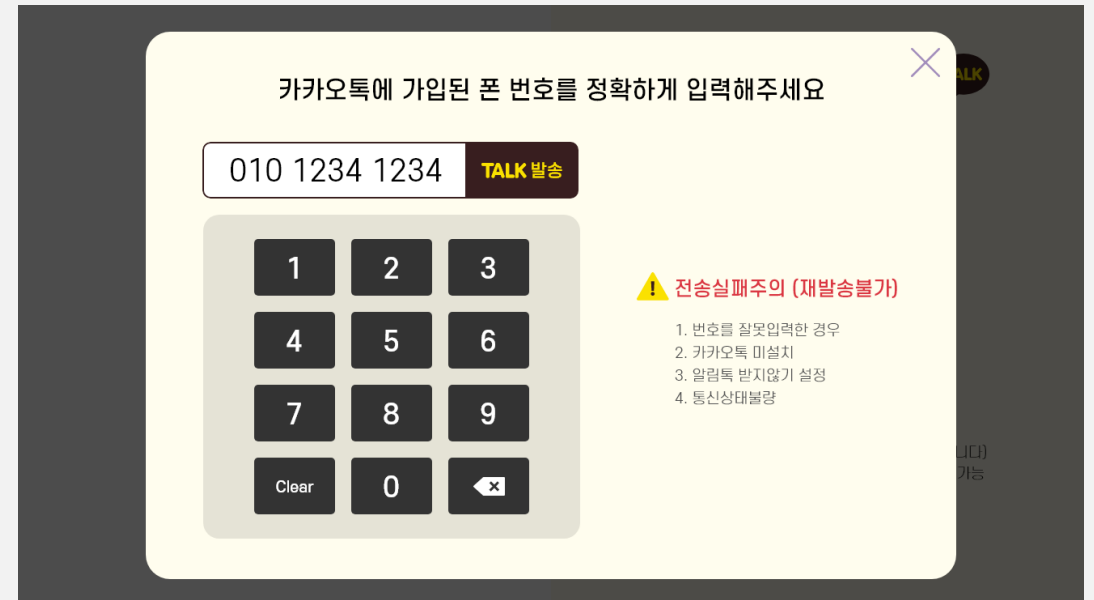 카카오톡에 가입된 폰 번호를 정확하게 입력해주세요
ALK
010 1234 1234 TALK 발송
1 2 3
4 5 6
7 8 9
Clear 0
전송실패주의 (재발송불가)
1. 번호를 잘못입력한 경우
2. 카카오톡 미설치
3. 알림톡 받지않기 설정
4. 통신상태불량
니다)
가능